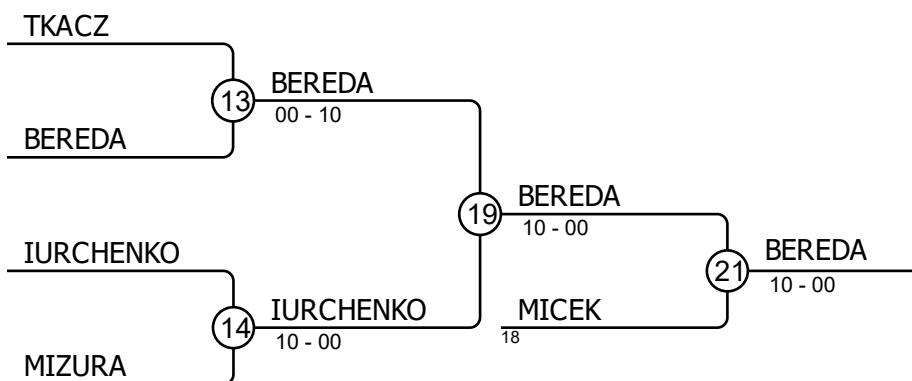 TKACZ
13
BEREDA
00 - 10
BEREDA
19
BEREDA
10 - 00
IURCHENKO
21
BEREDA
10 - 00
14
IURCHENKO
10 - 00
MICEK
18
MIZURA